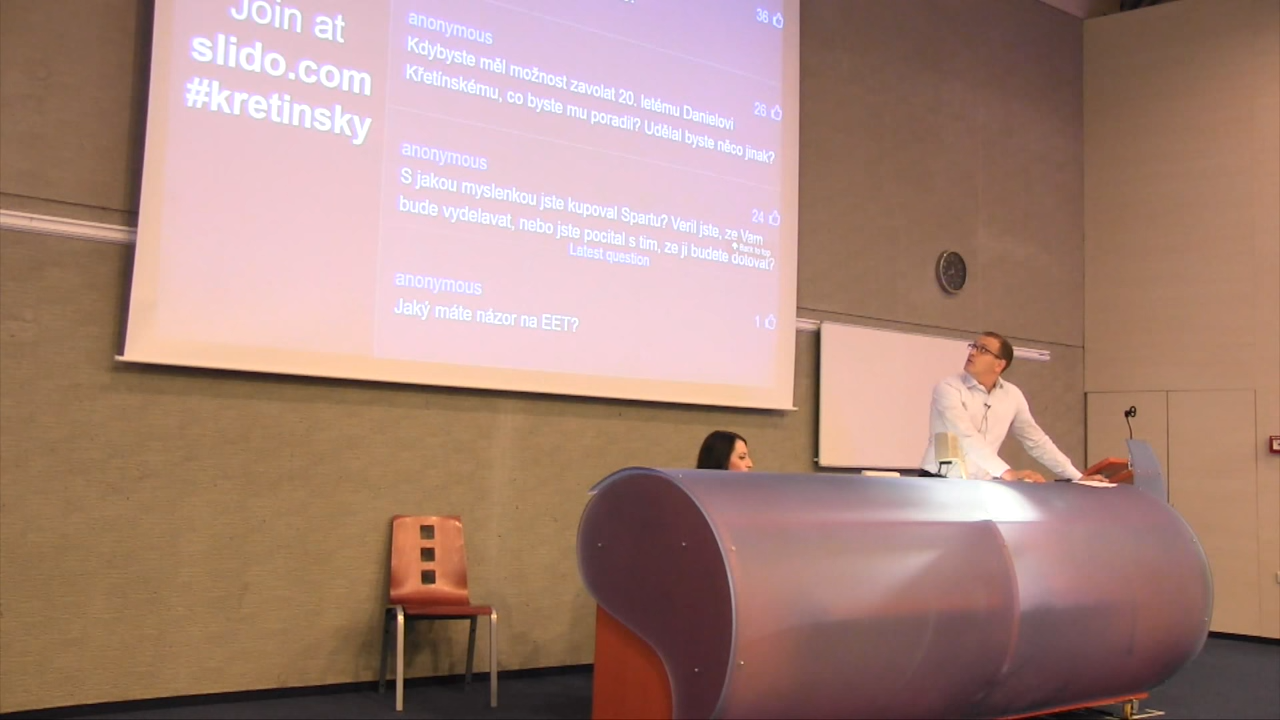 Join at
slido.com
#kretinsky
36
anonymous
Kdybyste měl možnost zavolat 20. letému Danielovi
Křetínskému, co byste mu poradil? Udělal byste něco jinak?
26
anonymous
S jakou myslenkou jste kupoval Spartu? Veril jste, ze Vam
bude vydelavat, nebo jste pocital s tim, ze ji budete dotovat?
24
Back to top
Latest question
anonymous
Jaký máte názor na EET?
1